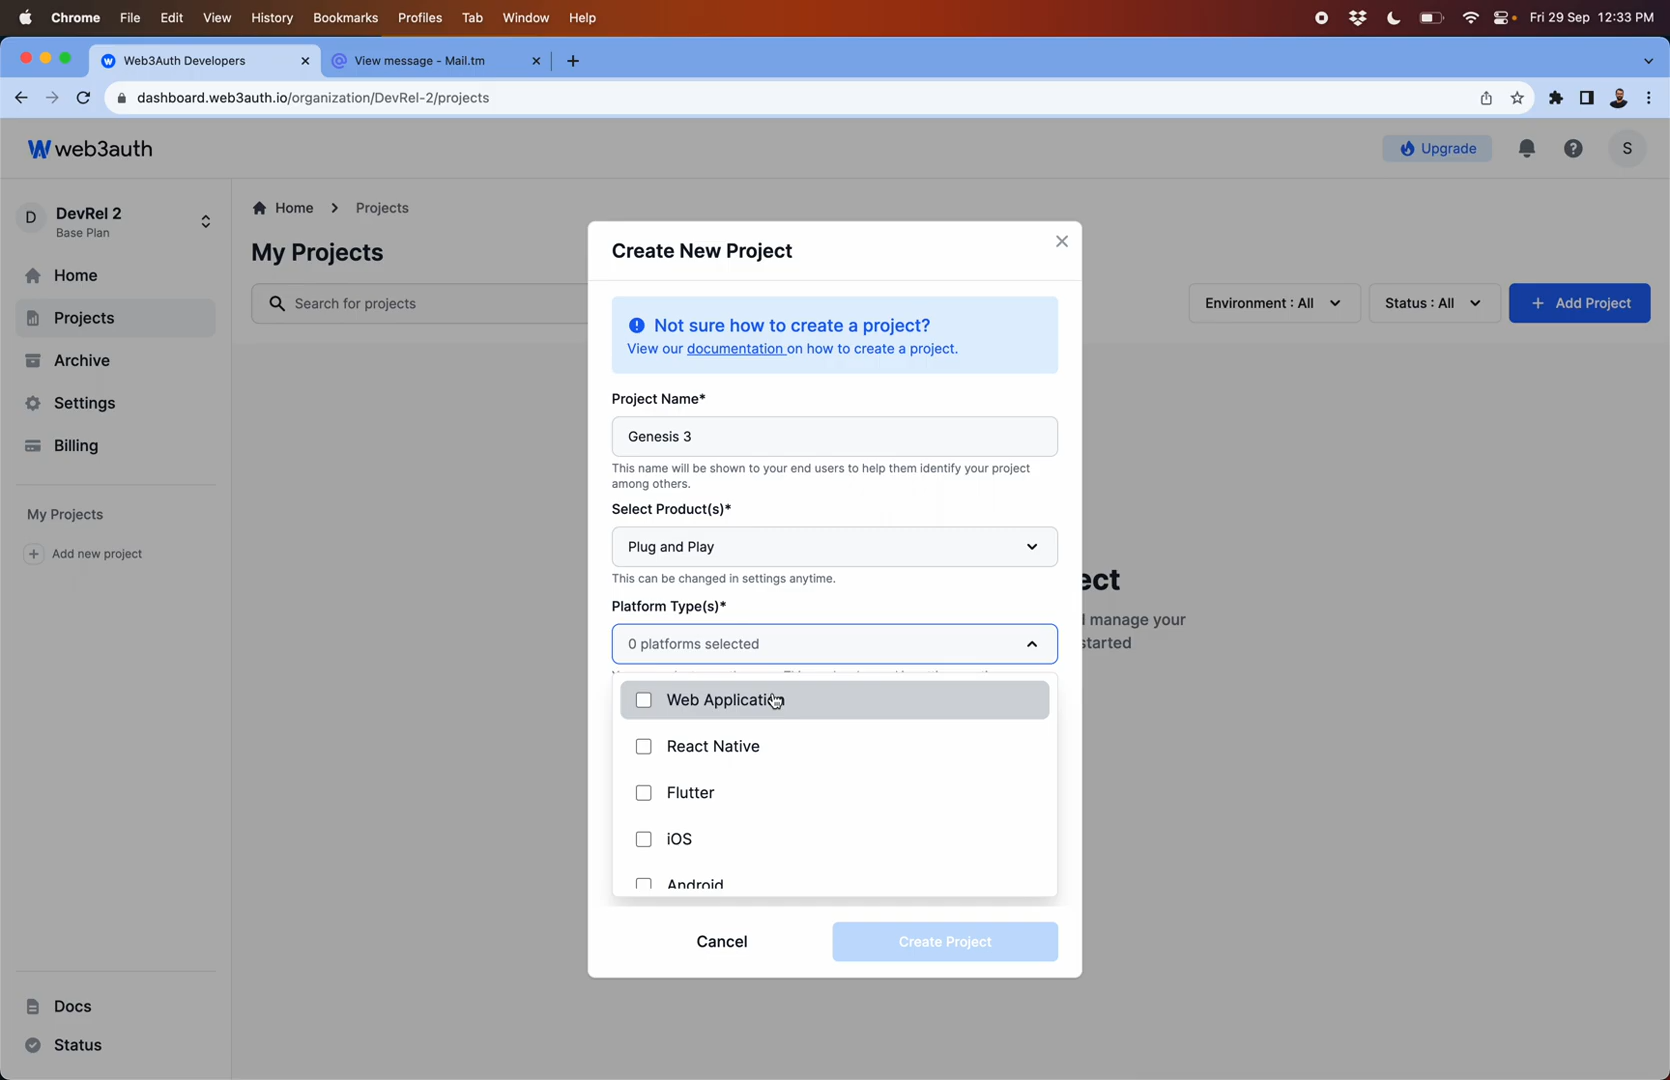 Chrome File Edit View History Bookmarks Profiles Tab Window Help Fri 29 Sep 12:33 PM
Web3Auth Developers View message - Mail.tm
dashboard.web3auth.io/organization/DevRel-2/projects
web3auth Upgrade S
D DevRel 2
Base Plan
Home
Projects
Archive
Settings
Billing
My Projects
Add new project
Docs
Status
Home > Projects
My Projects
Search for projects Environment : All Status : All + Add Project
ect
manage your
started
Create New Project
Not sure how to create a project?
View our documentation on how to create a project.
Project Name*
Genesis 3
This name will be shown to your end users to help them identify your project
among others.
Select Product(s)*
Plug and Play
This can be changed in settings anytime.
Platform Type(s)*
0 platforms selected
Web Application
React Native
Flutter
iOS
Android
Cancel Create Project